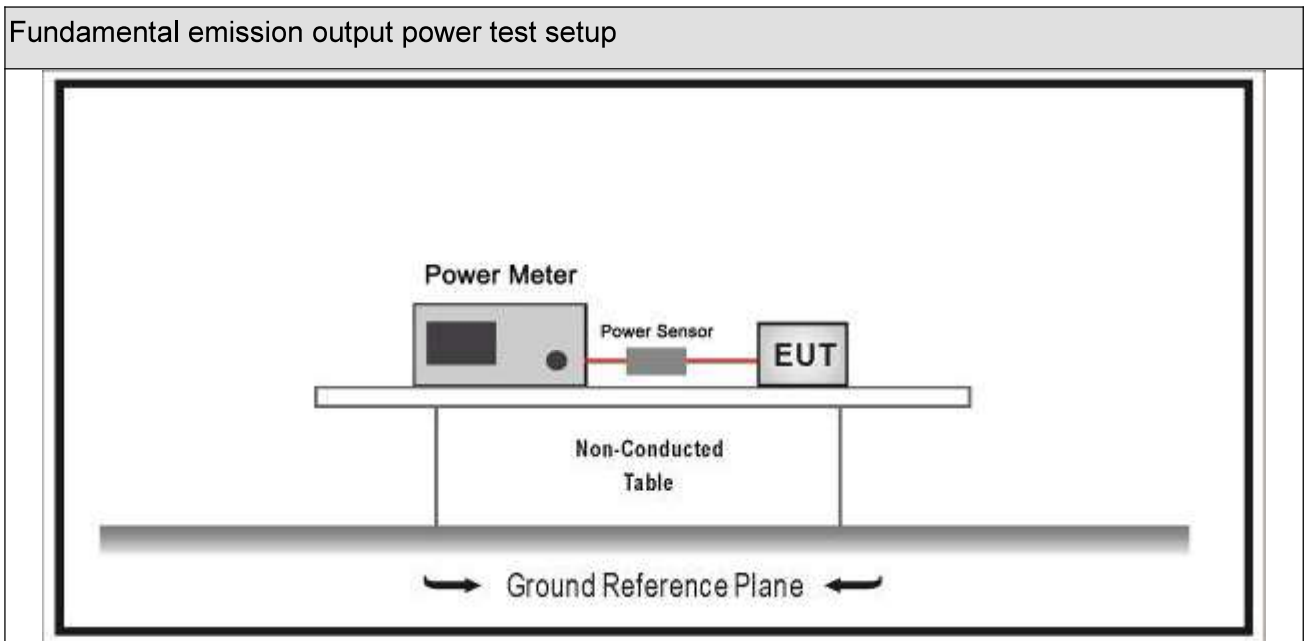 Fundamental emission output power test setup
Power Meter
Power Sensor
EUT
Non-Conducted
Table
Ground Reference Plane